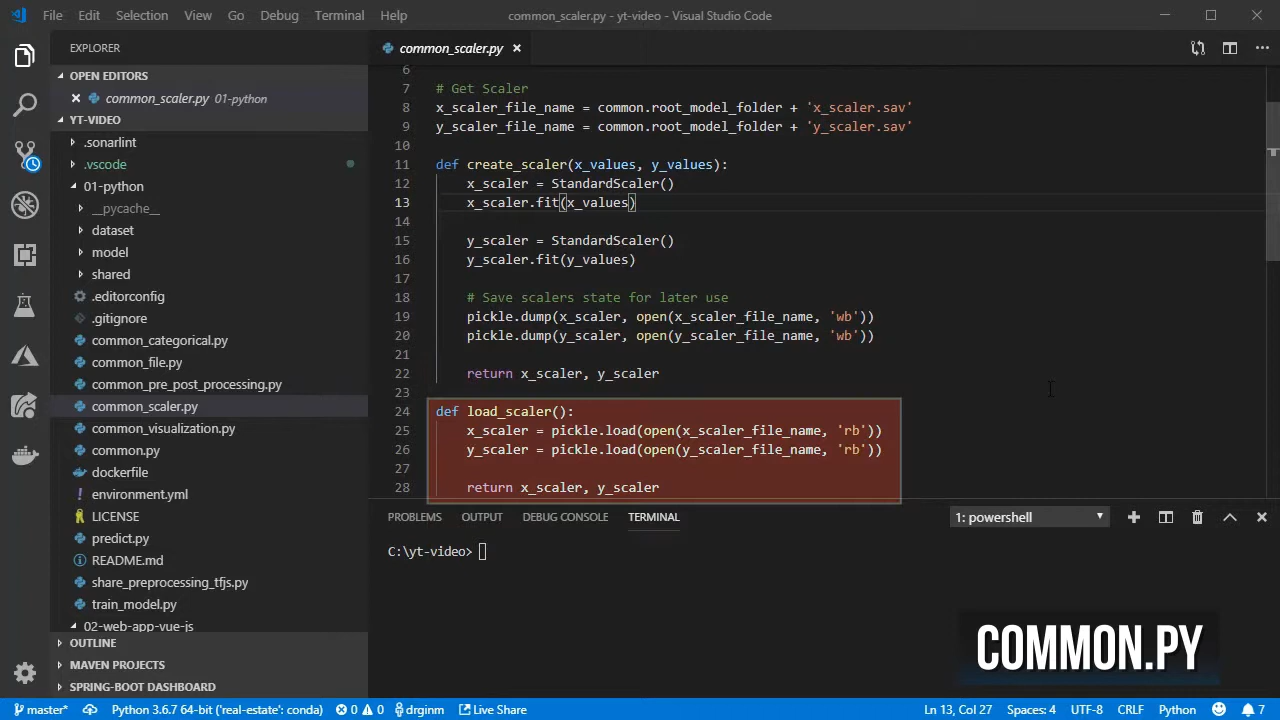 File Edit Selection View Go Debug Terminal Help
common_scaler.py - yt-video - Visual Studio Code
EXPLORER
OPEN EDITORS
common_scaler.py 01-python
YT-VIDEO
.sonarlint
.vscode
01-python
__pycache__
dataset
model
shared
.editorconfig
.gitignore
common_categorical.py
common_file.py
common_pre_post_processing.py
common_scaler.py
common_visualization.py
common.py
dockerfile
environment.yml
LICENSE
predict.py
README.md
share_preprocessing_tfjs.py
train_model.py
02-web-app-vue-js
OUTLINE
MAVEN PROJECTS
SPRING-BOOT DASHBOARD
common_scaler.py
6
7 # Get Scaler
8 x_scaler_file_name = common.root_model_folder + 'x_scaler.sav'
9 y_scaler_file_name = common.root_model_folder + 'y_scaler.sav'
10
11 def create_scaler(x_values, y_values):
12 x_scaler = StandardScaler()
13 x_scaler.fit(x_values)
14
15 y_scaler = StandardScaler()
16 y_scaler.fit(y_values)
17
18 # Save scalers state for later use
19 pickle.dump(x_scaler, open(x_scaler_file_name, 'wb'))
20 pickle.dump(y_scaler, open(y_scaler_file_name, 'wb'))
21
22 return x_scaler, y_scaler
23
24 def load_scaler():
25 x_scaler = pickle.load(open(x_scaler_file_name, 'rb'))
26 y_scaler = pickle.load(open(y_scaler_file_name, 'rb'))
27
28 return x_scaler, y_scaler
PROBLEMS OUTPUT DEBUG CONSOLE TERMINAL 1: powershell
C:\yt-video>
COMMON.PY
master* Python 3.6.7 64-bit ('real-estate': conda) 0 0 drginm Live Share Ln 13, Col 27 Spaces: 4 UTF-8 CRLF Python 7